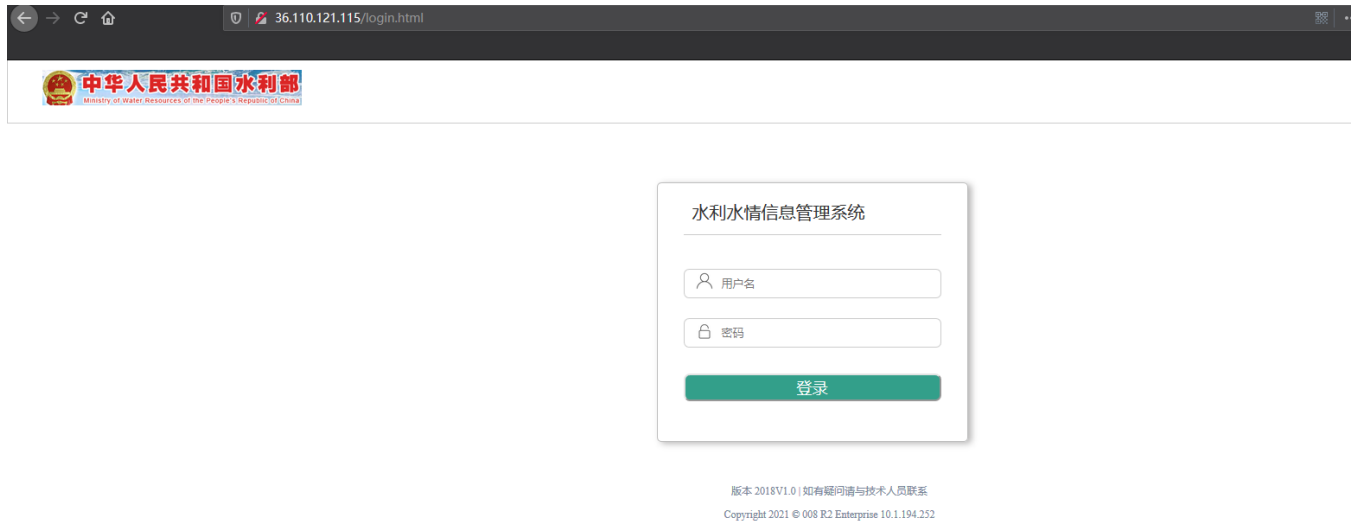 36.110.121.115/login.html
中华人民共和国水利部
Ministry of Water Resources of the People's Republic of China
水利水情信息管理系统
用户名
密码
登录
版本 2018V1.0 | 如有疑问请与技术人员联系
Copyright 2021 © 008 R2 Enterprise 10.1.194.252